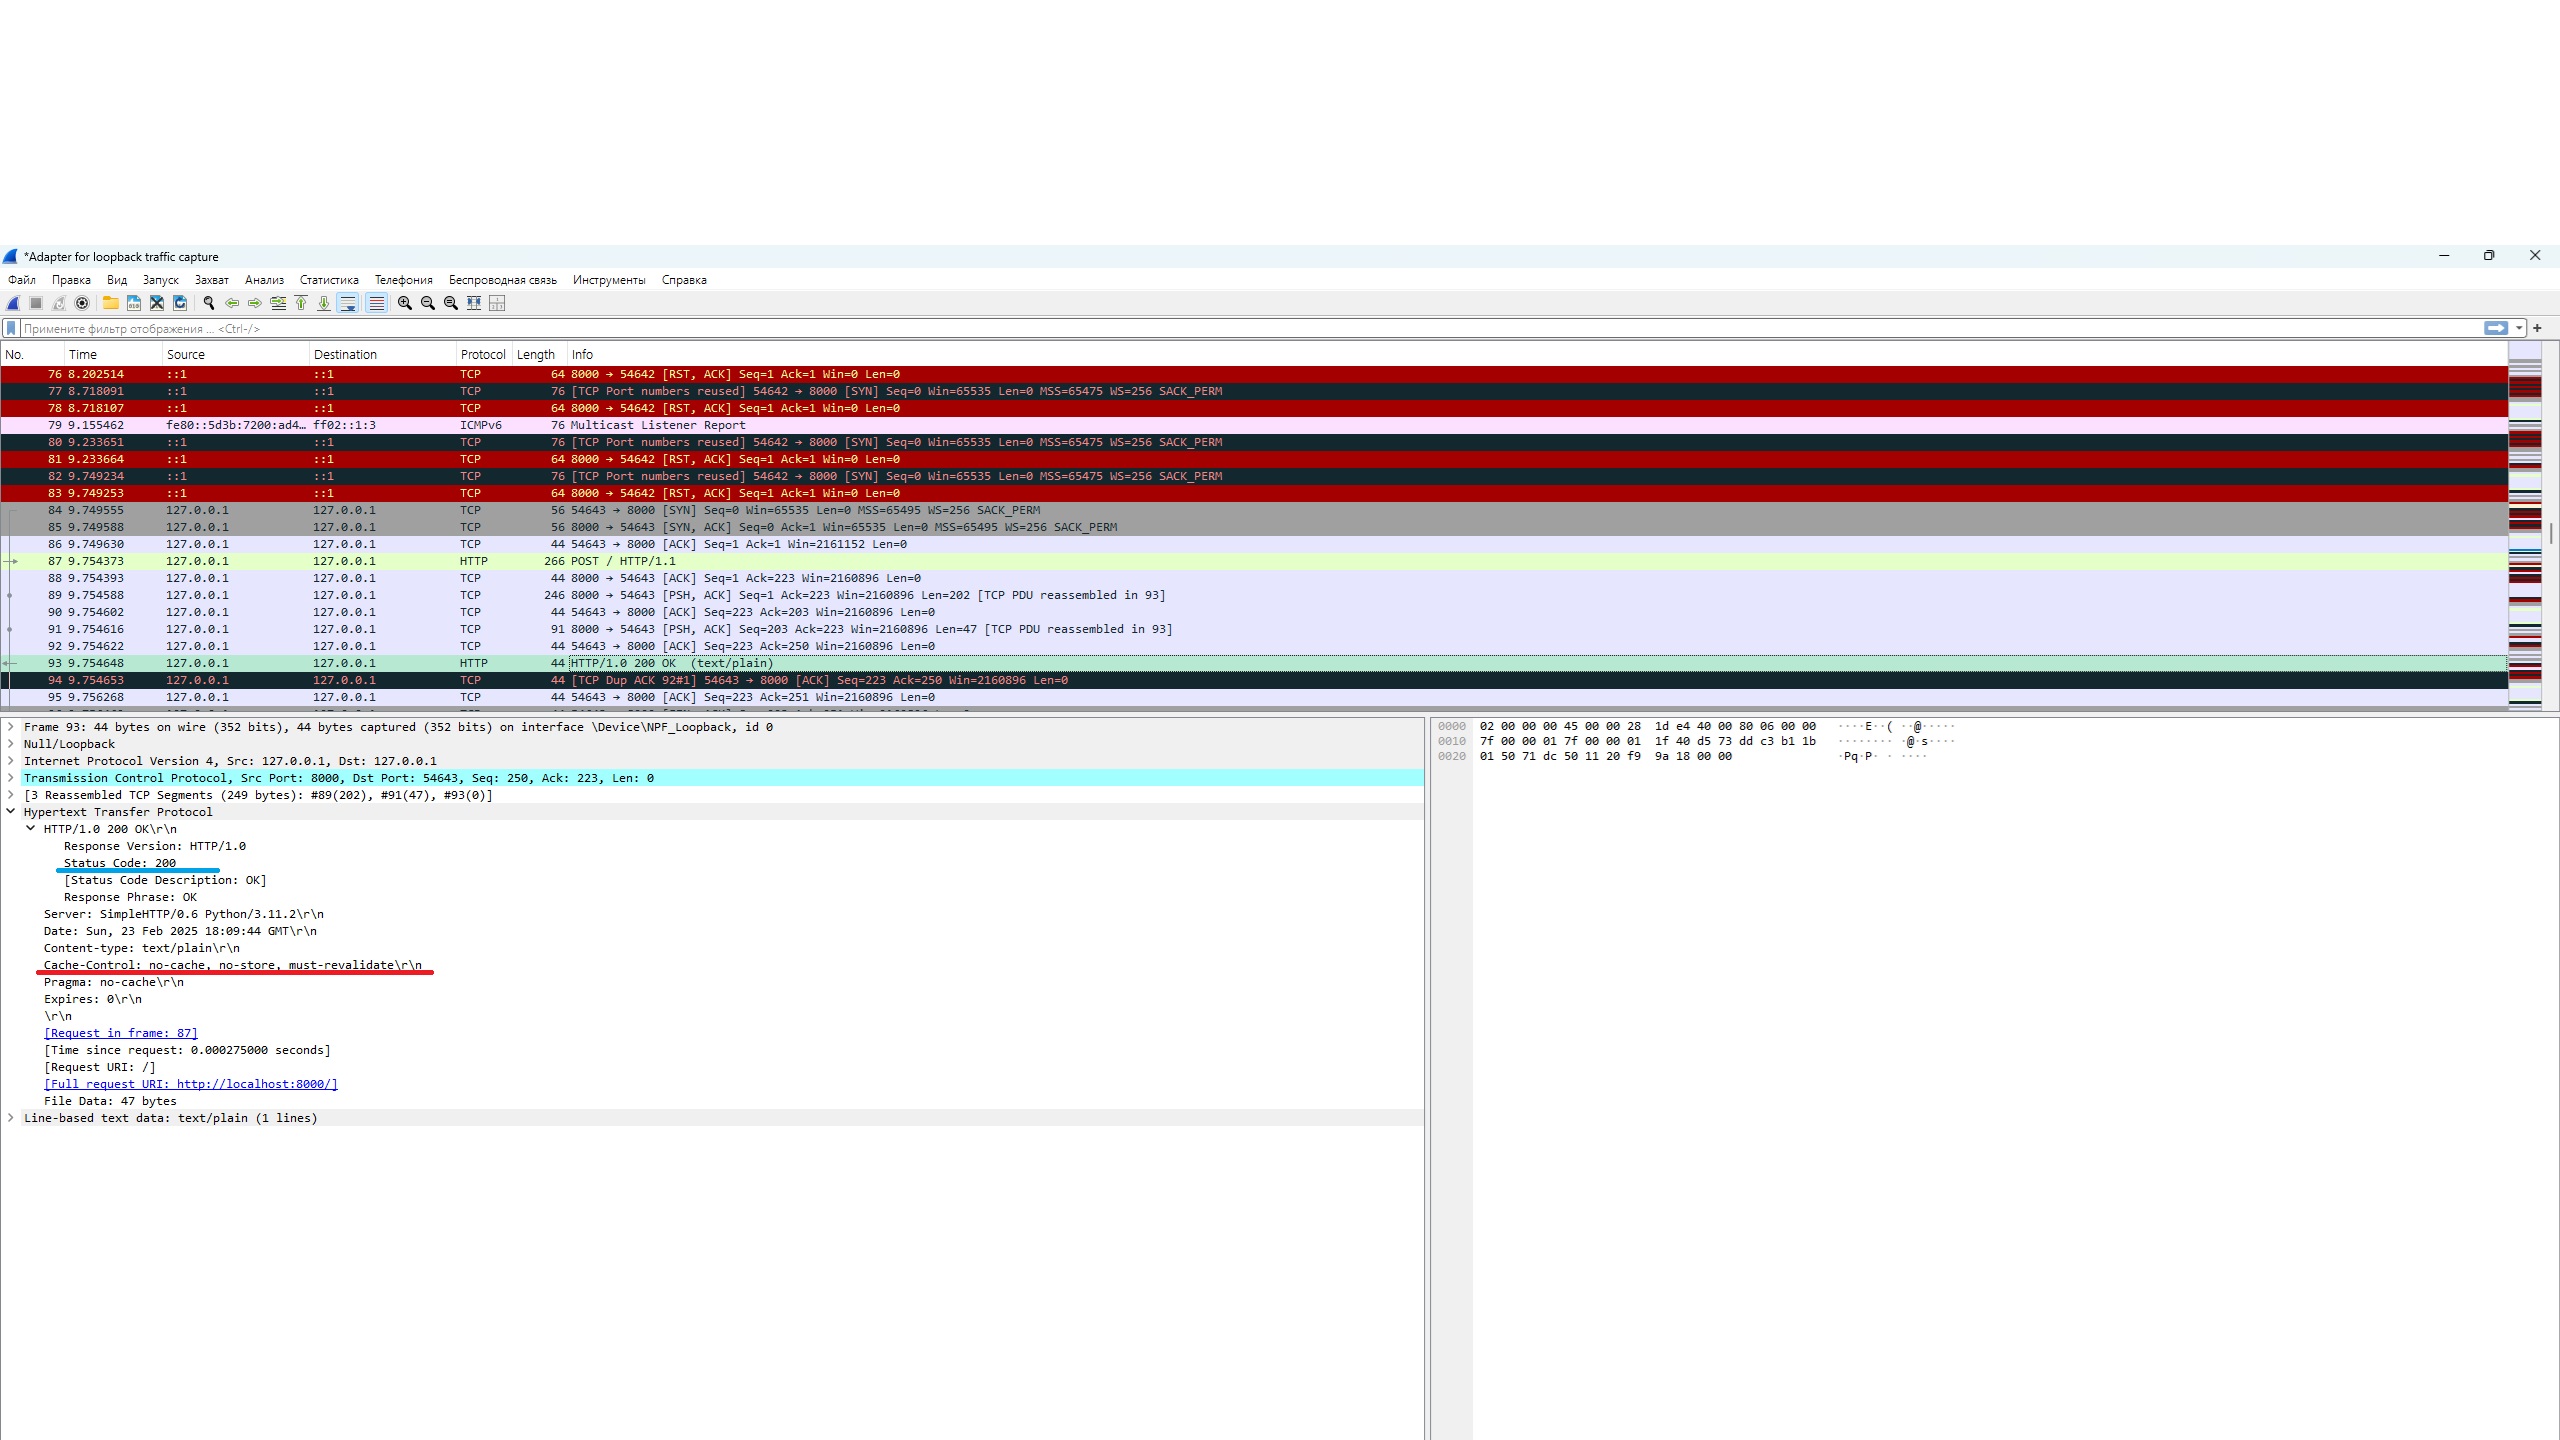 *Adapter for loopback traffic capture
Файл Правка Вид Запуск Захват Анализ Статистика Телефония Беспроводная связь Инструменты Справка
Примените фильтр отображения ... <Ctrl-/>
No. Time Source Destination Protocol Length Info
76 8.202514 ::1 ::1 TCP 64 8000 → 54642 [RST, ACK] Seq=1 Ack=1 Win=0 Len=0
77 8.718091 ::1 ::1 TCP 76 [TCP Port numbers reused] 54642 → 8000 [SYN] Seq=0 Win=65535 Len=0 MSS=65475 WS=256 SACK_PERM
78 8.718107 ::1 ::1 TCP 64 8000 → 54642 [RST, ACK] Seq=1 Ack=1 Win=0 Len=0
79 9.155462 fe80::5d3b:7200:ad4… ff02::1:3 ICMPv6 76 Multicast Listener Report
80 9.233651 ::1 ::1 TCP 76 [TCP Port numbers reused] 54642 → 8000 [SYN] Seq=0 Win=65535 Len=0 MSS=65475 WS=256 SACK_PERM
81 9.233664 ::1 ::1 TCP 64 8000 → 54642 [RST, ACK] Seq=1 Ack=1 Win=0 Len=0
82 9.749234 ::1 ::1 TCP 76 [TCP Port numbers reused] 54642 → 8000 [SYN] Seq=0 Win=65535 Len=0 MSS=65475 WS=256 SACK_PERM
83 9.749253 ::1 ::1 TCP 64 8000 → 54642 [RST, ACK] Seq=1 Ack=1 Win=0 Len=0
84 9.749555 127.0.0.1 127.0.0.1 TCP 56 54643 → 8000 [SYN] Seq=0 Win=65535 Len=0 MSS=65495 WS=256 SACK_PERM
85 9.749588 127.0.0.1 127.0.0.1 TCP 56 8000 → 54643 [SYN, ACK] Seq=0 Ack=1 Win=65535 Len=0 MSS=65495 WS=256 SACK_PERM
86 9.749630 127.0.0.1 127.0.0.1 TCP 44 54643 → 8000 [ACK] Seq=1 Ack=1 Win=2161152 Len=0
87 9.754373 127.0.0.1 127.0.0.1 HTTP 266 POST / HTTP/1.1
88 9.754393 127.0.0.1 127.0.0.1 TCP 44 8000 → 54643 [ACK] Seq=1 Ack=223 Win=2160896 Len=0
89 9.754588 127.0.0.1 127.0.0.1 TCP 246 8000 → 54643 [PSH, ACK] Seq=1 Ack=223 Win=2160896 Len=202 [TCP PDU reassembled in 93]
90 9.754602 127.0.0.1 127.0.0.1 TCP 44 54643 → 8000 [ACK] Seq=223 Ack=203 Win=2160896 Len=0
91 9.754616 127.0.0.1 127.0.0.1 TCP 91 8000 → 54643 [PSH, ACK] Seq=203 Ack=223 Win=2160896 Len=47 [TCP PDU reassembled in 93]
92 9.754622 127.0.0.1 127.0.0.1 TCP 44 54643 → 8000 [ACK] Seq=223 Ack=250 Win=2160896 Len=0
93 9.754648 127.0.0.1 127.0.0.1 HTTP 44 HTTP/1.0 200 OK (text/plain)
94 9.754653 127.0.0.1 127.0.0.1 TCP 44 [TCP Dup ACK 92#1] 54643 → 8000 [ACK] Seq=223 Ack=250 Win=2160896 Len=0
95 9.756268 127.0.0.1 127.0.0.1 TCP 44 54643 → 8000 [ACK] Seq=223 Ack=251 Win=2160896 Len=0
Frame 93: 44 bytes on wire (352 bits), 44 bytes captured (352 bits) on interface \Device\NPF_Loopback, id 0
Null/Loopback
Internet Protocol Version 4, Src: 127.0.0.1, Dst: 127.0.0.1
Transmission Control Protocol, Src Port: 8000, Dst Port: 54643, Seq: 250, Ack: 223, Len: 0
[3 Reassembled TCP Segments (249 bytes): #89(202), #91(47), #93(0)]
Hypertext Transfer Protocol
HTTP/1.0 200 OK\r\n
Response Version: HTTP/1.0
Status Code: 200
[Status Code Description: OK]
Response Phrase: OK
Server: SimpleHTTP/0.6 Python/3.11.2\r\n
Date: Sun, 23 Feb 2025 18:09:44 GMT\r\n
Content-type: text/plain\r\n
Cache-Control: no-cache, no-store, must-revalidate\r\n
Pragma: no-cache\r\n
Expires: 0\r\n
\r\n
[Request in frame: 87]
[Time since request: 0.000275000 seconds]
[Request URI: /]
[Full request URI: http://localhost:8000/]
File Data: 47 bytes
Line-based text data: text/plain (1 lines)
0000 02 00 00 00 45 00 00 28 1d e4 40 00 80 06 00 00 ····E··( ··@·····
0010 7f 00 00 01 7f 00 00 01 1f 40 d5 73 dd c3 b1 1b ········ ·@·s····
0020 01 50 71 dc 50 11 20 f9 9a 18 00 00 ·Pq·P· · ····